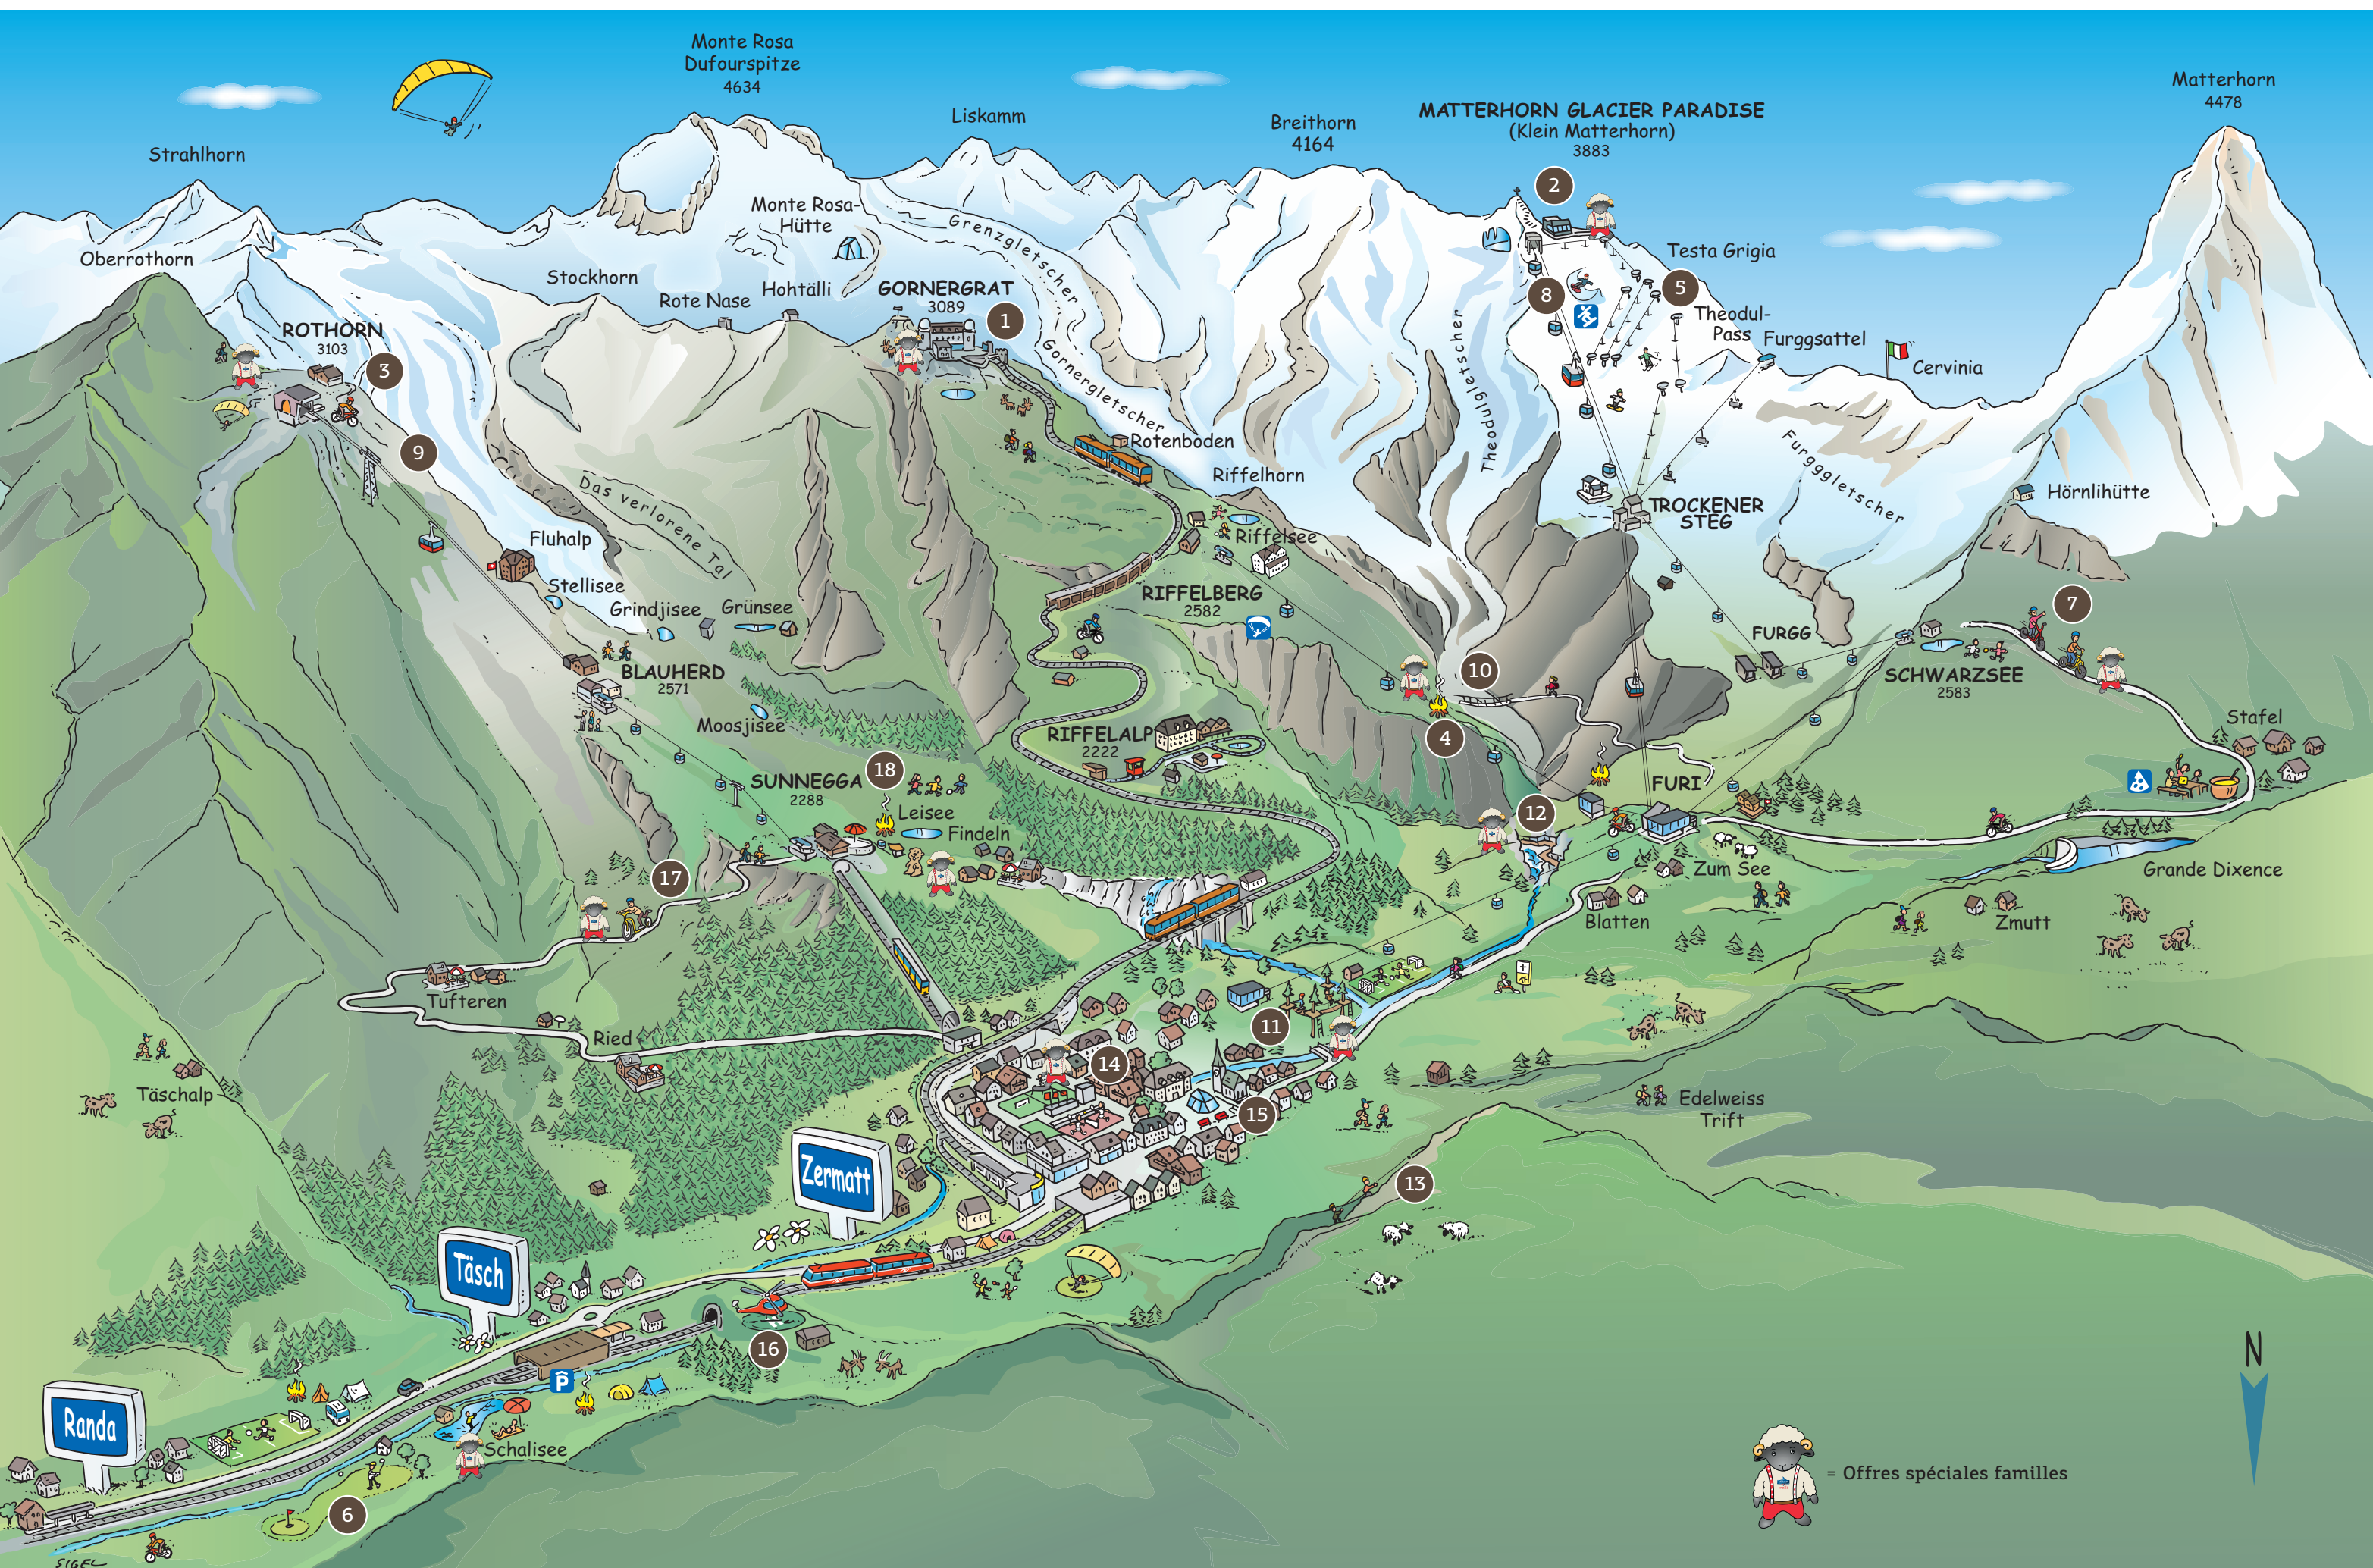 Monte Rosa
Dufourspitze
4634
Matterhorn
4478
Liskamm
Breithorn
4164
MATTERHORN GLACIER PARADISE
(Klein Matterhorn)
3883
Strahlhorn
2
Monte Rosa-
Hütte
Grenzgletscher
Testa Grigia
Oberrothorn
Stockhorn
Rote Nase
Hohtälli
GORNERGRAT
3089
1
8
5
Theodul-
Pass
Furggsattel
Cervinia
ROTHORN
3103
3
Gornergletscher
Theodulgletscher
9
Rotenboden
Riffelhorn
Furggletscher
Hörnlihütte
Das verlorene Tal
TROCKENER
STEG
Fluhalp
Riffelsee
Stellisee
Grindjisee
Grünsee
RIFFELBERG
2582
7
FURGG
BLAUHERD
2571
10
SCHWARZSEE
2583
Moosjisee
RIFFELALP
2222
4
Stafel
SUNNEGGA
2288
18
FURI
Leisee
Findeln
12
17
Zum See
Grande Dixence
Blatten
Zmutt
Tufteren
Ried
11
14
Täschalp
15
Edelweiss
Trift
Zermatt
13
Täsch
16
P
Randa
Schalisee
6
N
= Offres spéciales familles
SIGEL